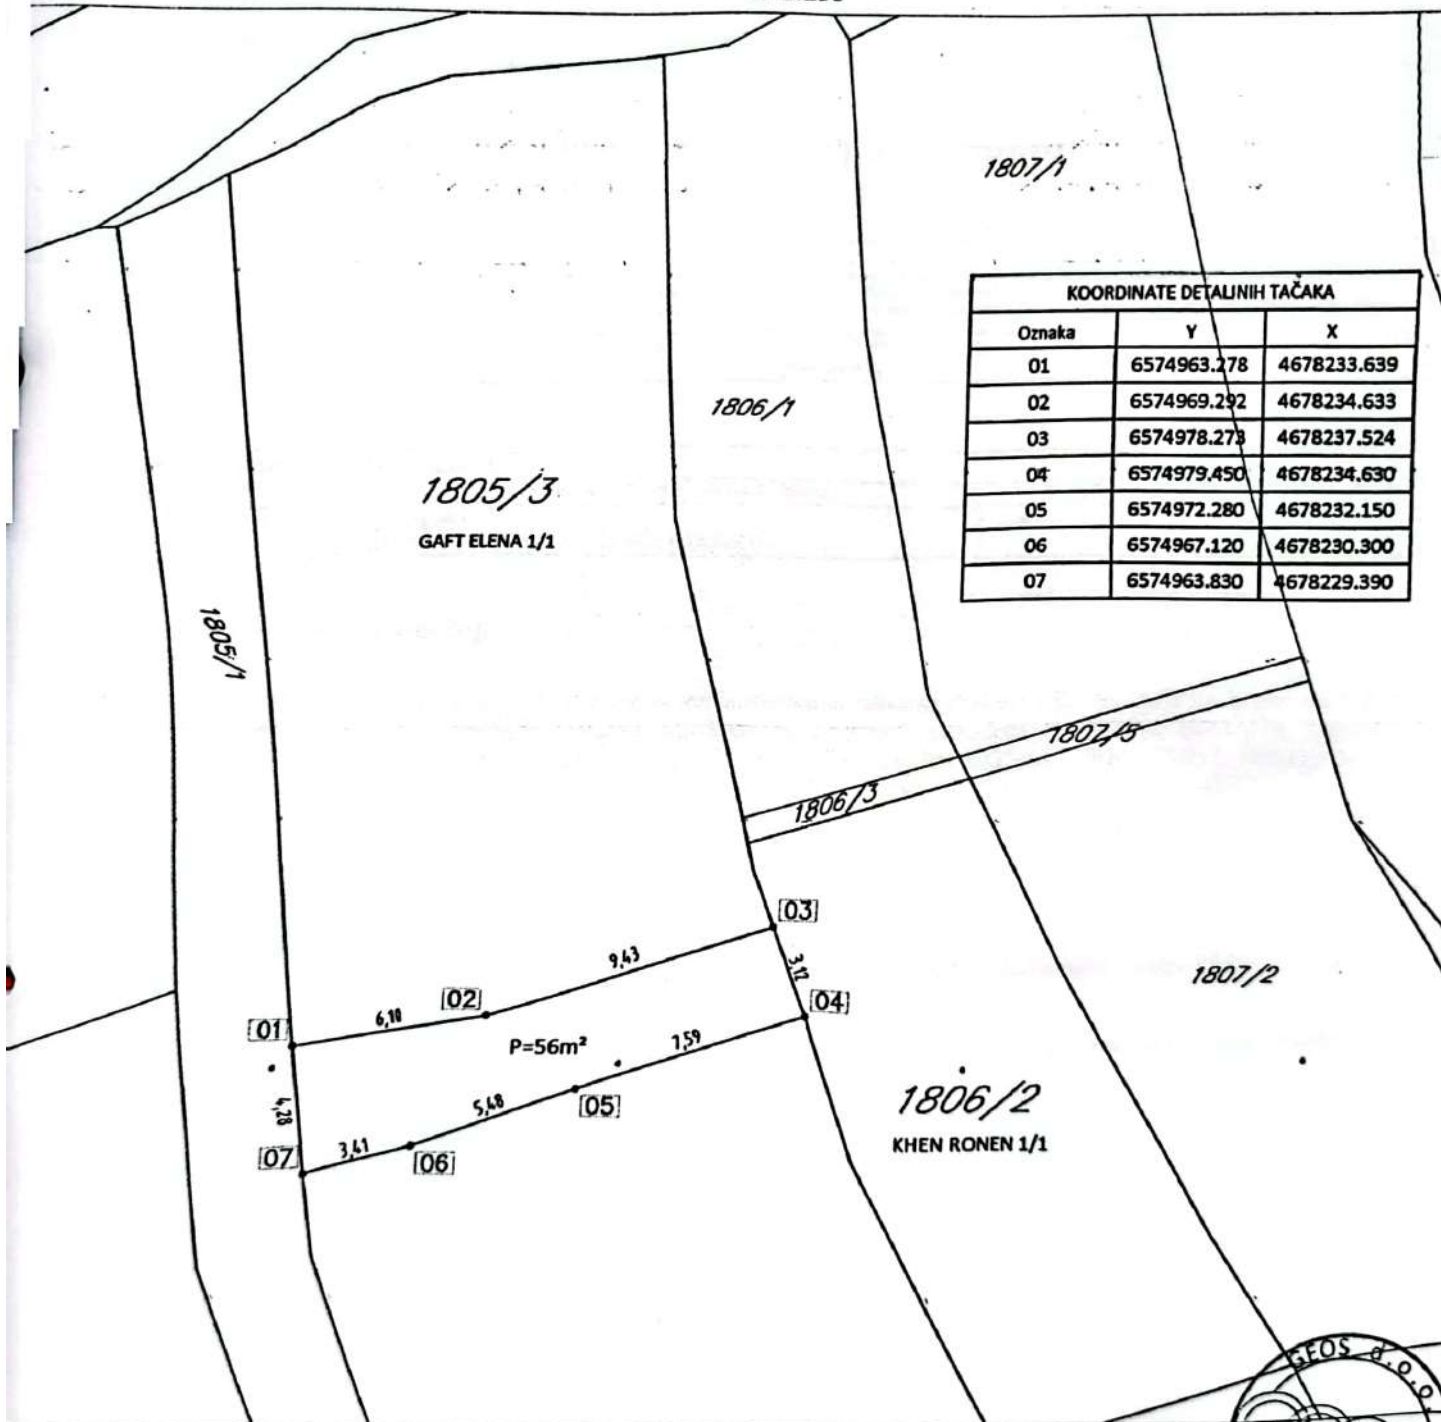 1807/1
KOORDINATE DETALJNIH TAČAKA
Oznaka Y X
01 6574963.278 4678233.639
02 6574969.292 4678234.633
03 6574978.273 4678237.524
04 6574979.450 4678234.630
05 6574972.280 4678232.150
06 6574967.120 4678230.300
07 6574963.830 4678229.390
1806/1
1805/3
GAFT ELENA 1/1
1805/1
1807/3
1806/3
[03]
9,43
3,12
1807/2
[02]
[04]
[01]
6,10
P=56m²
7,59
1806/2
KHEN RONEN 1/1
4,28
5,48
[05]
3,41
[07]
[06]
GEOS d.o.o.